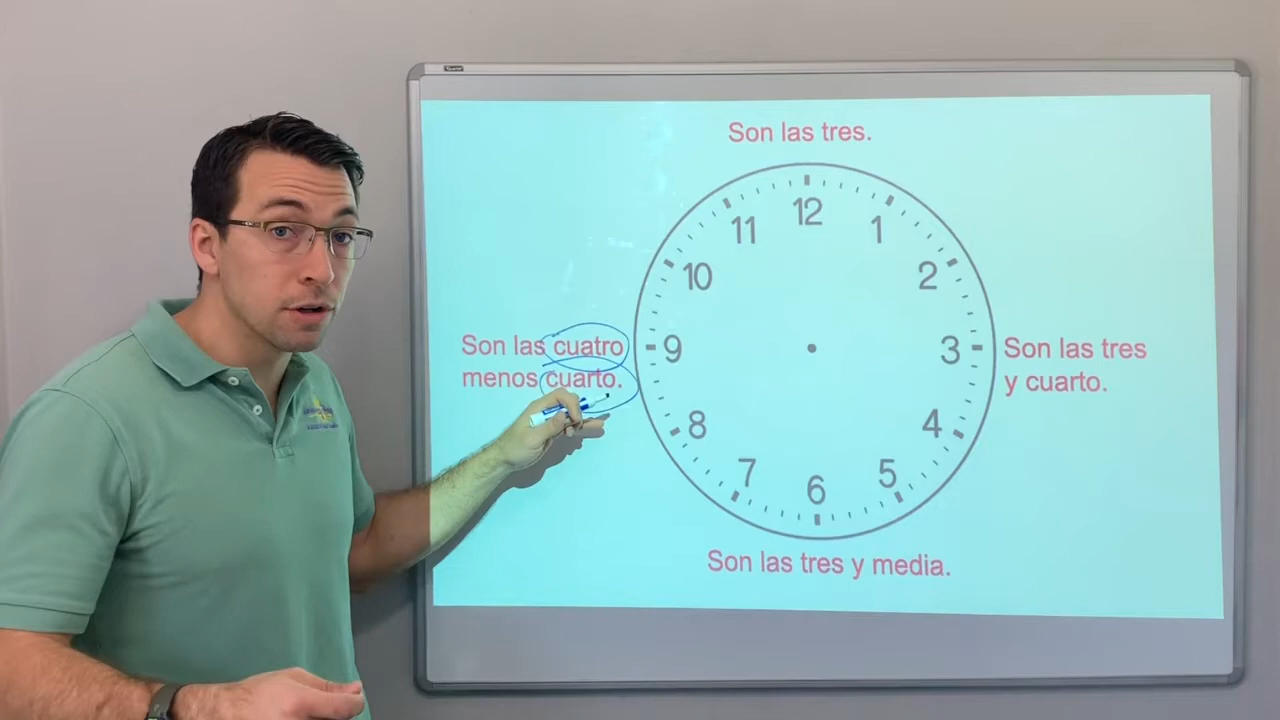 Son las tres.
12
11
1
10
2
Son las cuatro
menos cuarto.
9
3
Son las tres
y cuarto.
8
4
7
5
6
Son las tres y media.